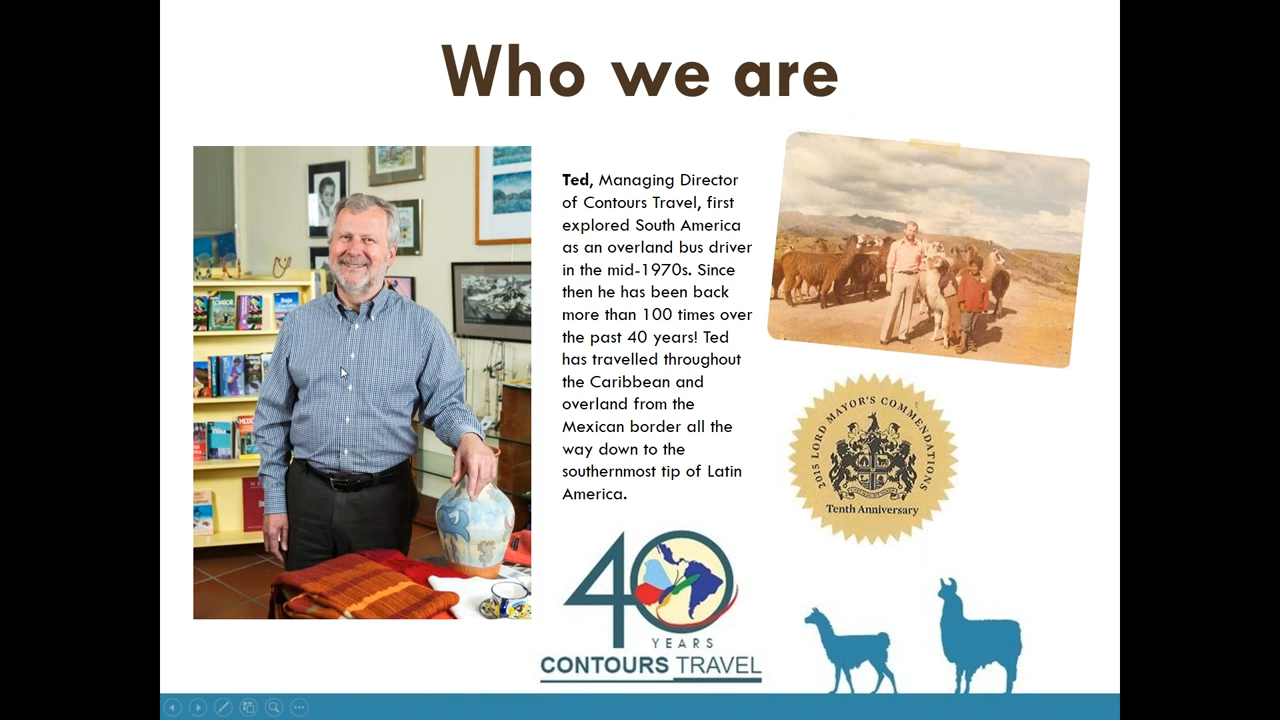 Who we are
Ted, Managing Director
of Contours Travel, first
explored South America
as an overland bus driver
in the mid-1970s. Since
then he has been back
more than 100 times over
the past 40 years! Ted
has travelled throughout
the Caribbean and
overland from the
Mexican border all the
way down to the
southernmost tip of Latin
America.
2015 LORD MAYOR'S COMMENDATIONS
Tenth Anniversary
40
YEARS
CONTOURS TRAVEL